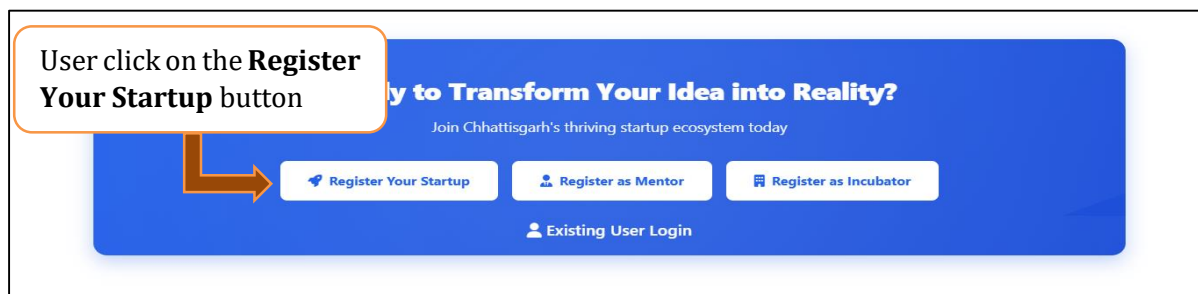 User click on the Register
Your Startup button
y to Transform Your Idea into Reality?
Join Chhattisgarh's thriving startup ecosystem today
Register Your Startup
Register as Mentor
Register as Incubator
Existing User Login